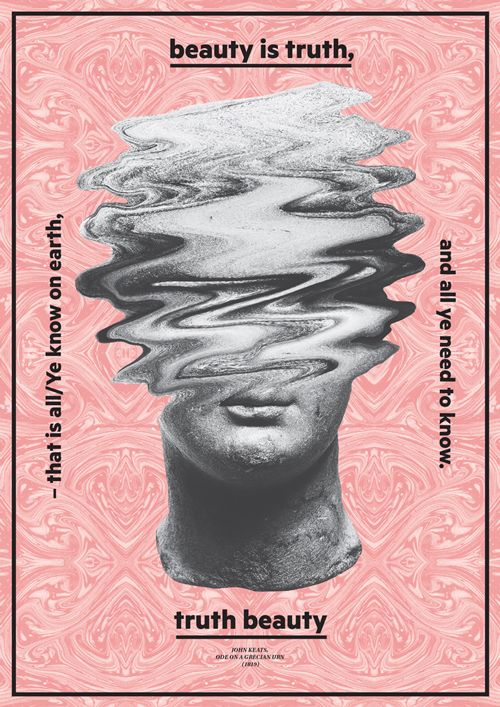 beauty is truth,
truth beauty
– that is all/Ye know on earth,
and all ye need to know.
JOHN KEATS,
ODE ON A GRECIAN URN
(1819)